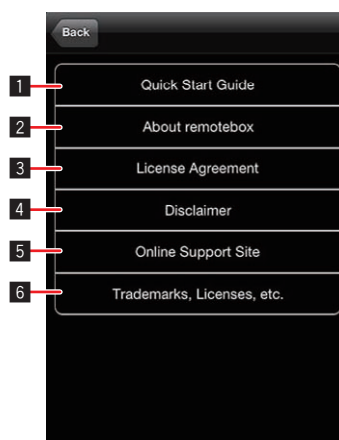 Back
1 Quick Start Guide
2 About remotebox
3 License Agreement
4 Disclaimer
5 Online Support Site
6 Trademarks, Licenses, etc.